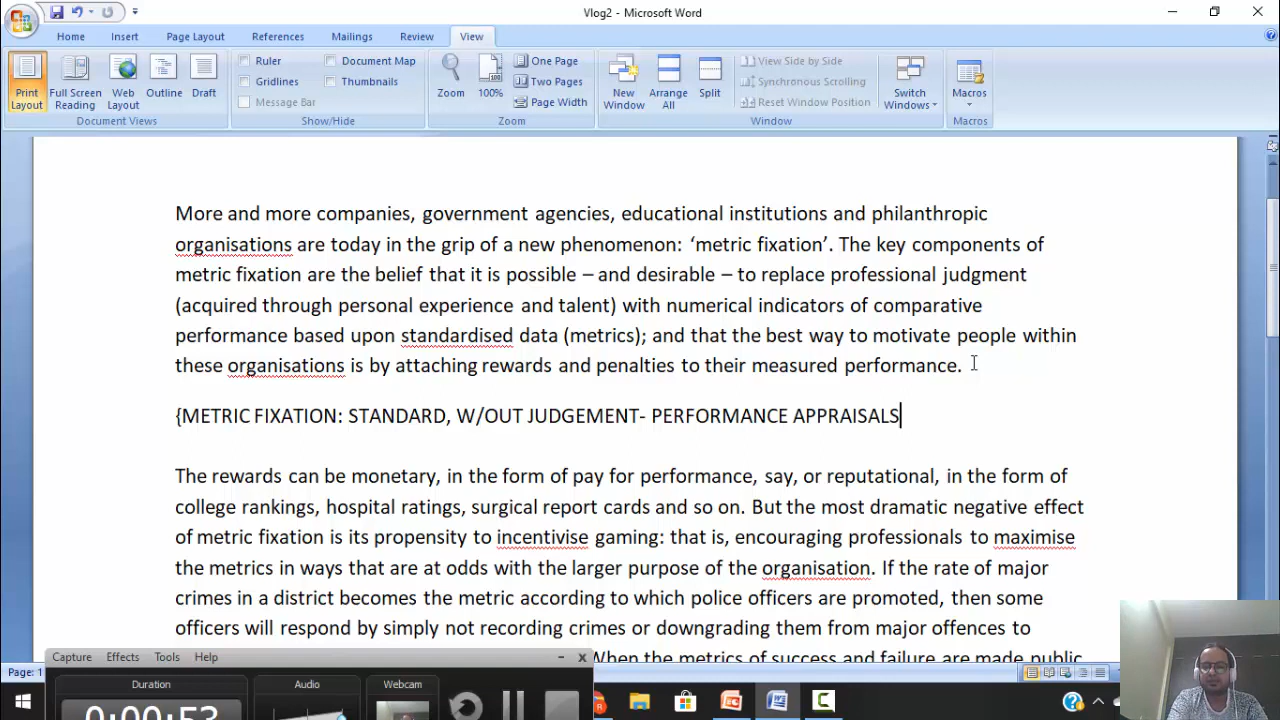 Vlog2 - Microsoft Word
Home Insert Page Layout References Mailings Review View
Print Layout
Full Screen Reading
Web Layout
Outline
Draft
Document Views
Ruler
Gridlines
Message Bar
Document Map
Thumbnails
Show/Hide
Zoom
100%
One Page
Two Pages
Page Width
Zoom
New Window
Arrange All
Split
View Side by Side
Synchronous Scrolling
Reset Window Position
Switch Windows
Window
Macros
Macros
More and more companies, government agencies, educational institutions and philanthropic
organisations are today in the grip of a new phenomenon: ‘metric fixation’. The key components of
metric fixation are the belief that it is possible – and desirable – to replace professional judgment
(acquired through personal experience and talent) with numerical indicators of comparative
performance based upon standardised data (metrics); and that the best way to motivate people within
these organisations is by attaching rewards and penalties to their measured performance.
{METRIC FIXATION: STANDARD, W/OUT JUDGEMENT- PERFORMANCE APPRAISALS
The rewards can be monetary, in the form of pay for performance, say, or reputational, in the form of
college rankings, hospital ratings, surgical report cards and so on. But the most dramatic negative effect
of metric fixation is its propensity to incentivise gaming: that is, encouraging professionals to maximise
the metrics in ways that are at odds with the larger purpose of the organisation. If the rate of major
crimes in a district becomes the metric according to which police officers are promoted, then some
officers will respond by simply not recording crimes or downgrading them from major offences to
When the metrics of success and failure are made public
Capture Effects Tools Help
Duration
Audio
Webcam
0:00:53
Page: 1